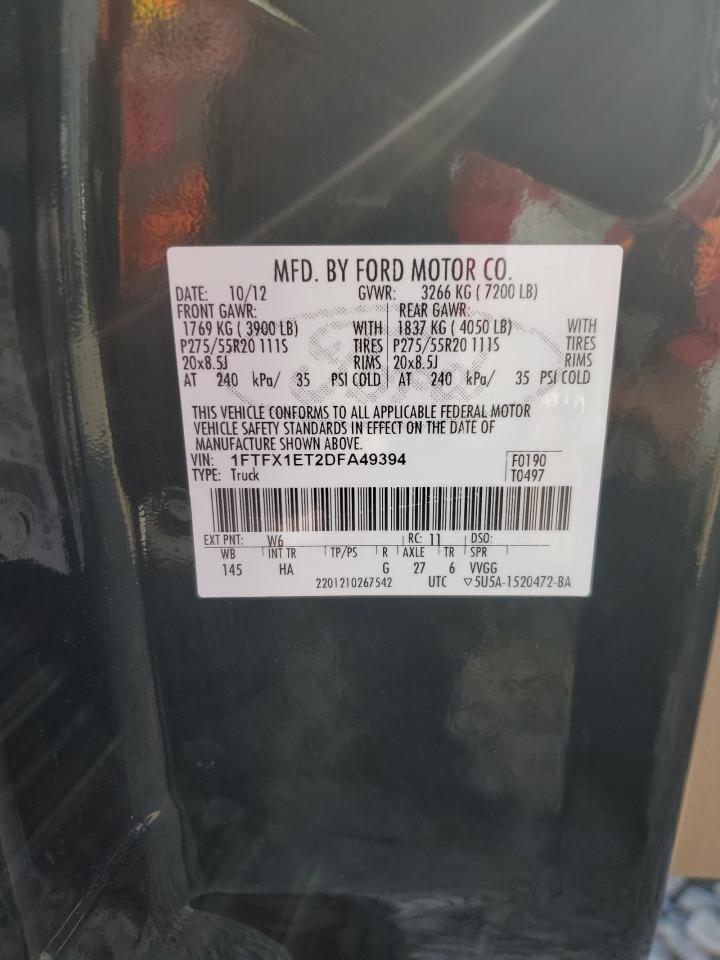 MFD. BY FORD MOTOR CO.
DATE: 10/12 GVWR: 3266 KG ( 7200 LB)
FRONT GAWR: REAR GAWR:
1769 KG ( 3900 LB) WITH 1837 KG ( 4050 LB) WITH
P275/55R20 111S TIRES P275/55R20 111S TIRES
20x8.5J RIMS 20x8.5J RIMS
AT 240 kPa/ 35 PSI COLD AT 240 kPa/ 35 PSI COLD
THIS VEHICLE CONFORMS TO ALL APPLICABLE FEDERAL MOTOR
VEHICLE SAFETY STANDARDS IN EFFECT ON THE DATE OF
MANUFACTURE SHOWN ABOVE.
VIN: 1FTFX1ET2DFA49394 F0190
TYPE: Truck T0497
EXT PNT: W6 RC: 11 DSO:
WB INT TR TP/PS R AXLE TR SPR
145 HA G 27 6 VVGG
2201210267542 UTC ▽5U5A-1520472-BA